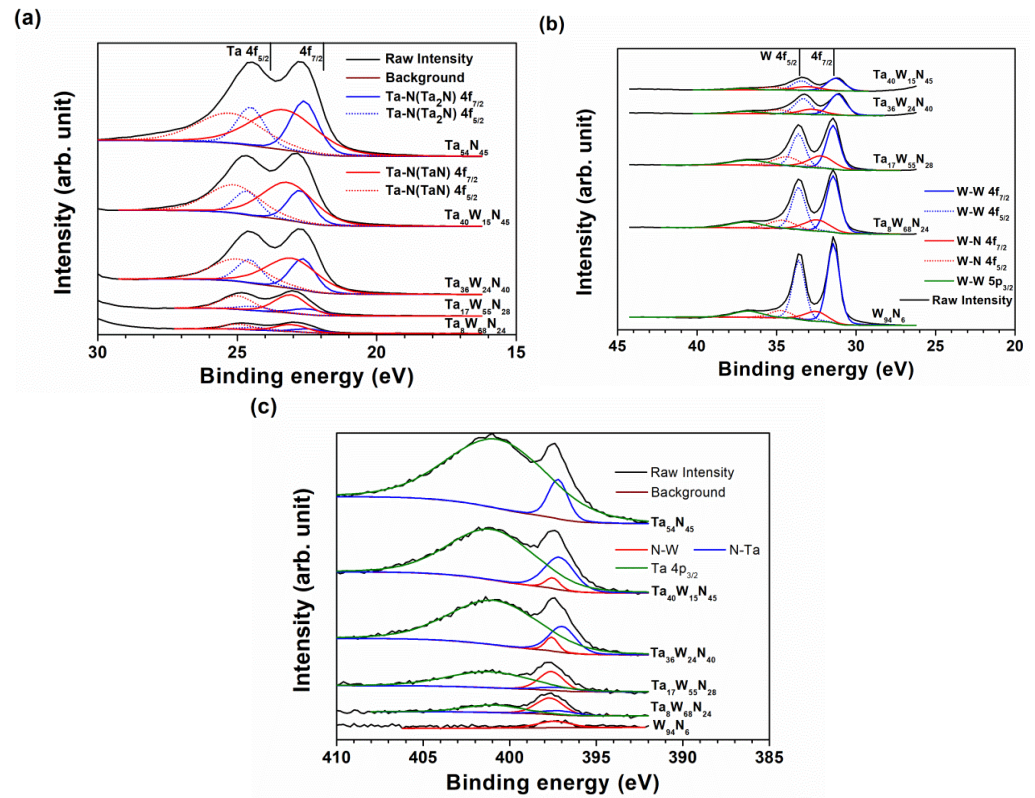 (a)
Ta 4f5/2 4f7/2
Raw Intensity
Background
Ta-N(Ta2N) 4f7/2
Ta-N(Ta2N) 4f5/2
Ta54N45
Ta-N(TaN) 4f7/2
Ta-N(TaN) 4f5/2
Ta40W15N45
Ta36W24N40
Ta17W55N28
Ta8W68N24
30 25 20 15
Binding energy (eV)
Intensity (arb. unit)
(b)
W 4f5/2 4f7/2
Ta40W15N45
Ta36W24N40
Ta17W55N28
W-W 4f7/2
W-W 4f5/2
Ta8W68N24
W-N 4f7/2
W-N 4f5/2
W-W 5p3/2
Raw Intensity
W94N6
45 40 35 30 25 20
Binding energy (eV)
Intensity (arb. unit)
(c)
Raw Intensity
Background
Ta54N45
N-W N-Ta
Ta 4p3/2
Ta40W15N45
Ta36W24N40
Ta17W55N28
Ta8W68N24
W94N6
410 405 400 395 390 385
Binding energy (eV)
Intensity (arb. unit)